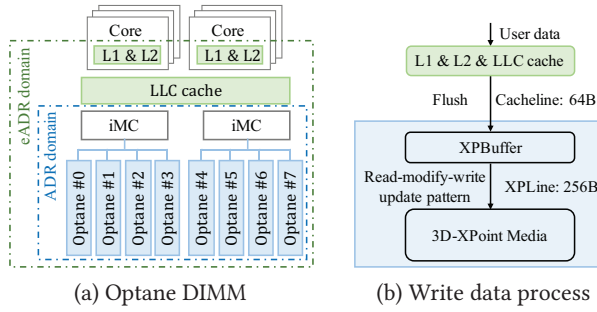 Core
Core
L1 & L2
L1 & L2
LLC cache
eADR domain
ADR domain
iMC
iMC
Optane #0
Optane #1
Optane #2
Optane #3
Optane #4
Optane #5
Optane #6
Optane #7
(a) Optane DIMM
User data
L1 & L2 & LLC cache
Flush
Cacheline: 64B
XPBuffer
Read-modify-write
update pattern
XPLine: 256B
3D-XPoint Media
(b) Write data process